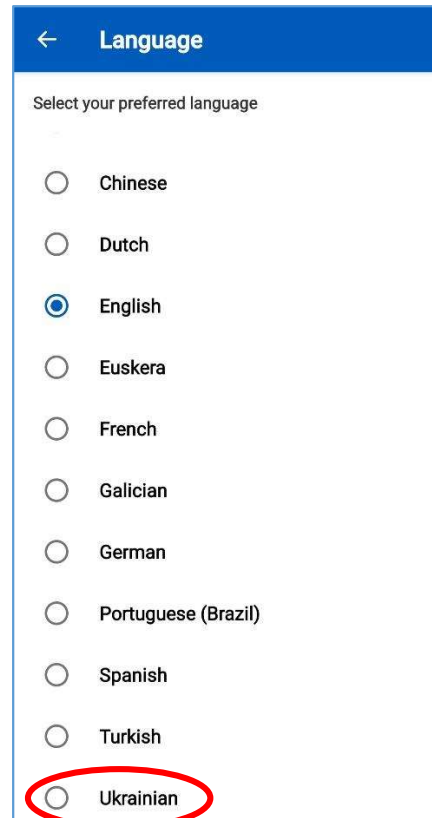 Language
Select your preferred language
Chinese
Dutch
English
Euskera
French
Galician
German
Portuguese (Brazil)
Spanish
Turkish
Ukrainian